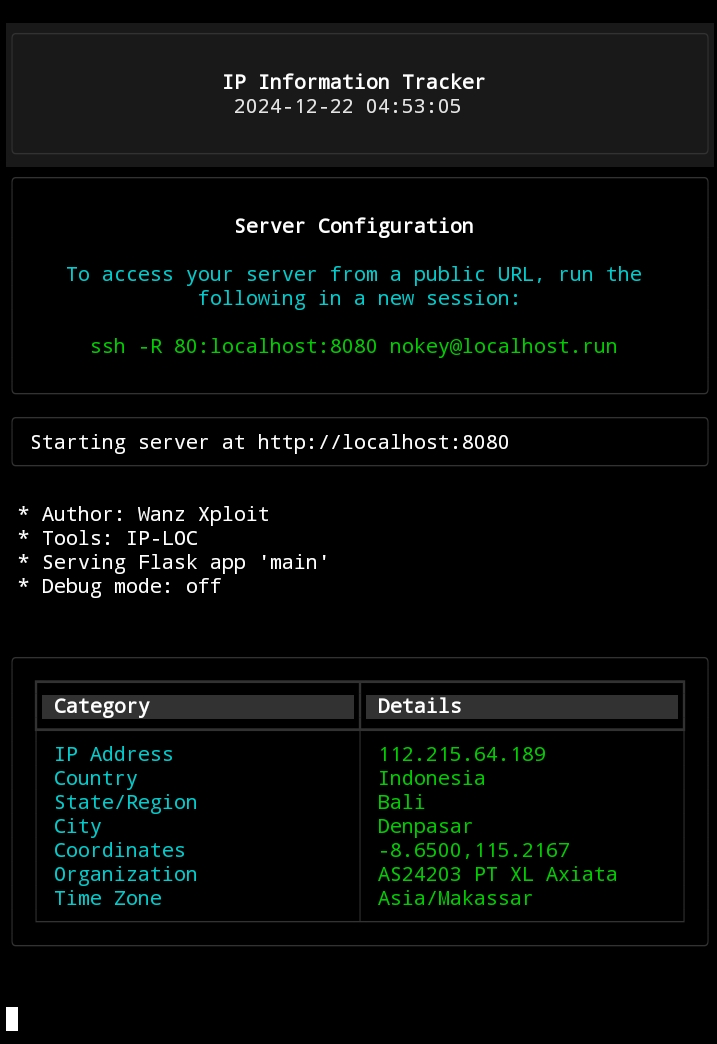 IP Information Tracker
2024-12-22 04:53:05
Server Configuration
To access your server from a public URL, run the
following in a new session:
ssh -R 80:localhost:8080 nokey@localhost.run
Starting server at http://localhost:8080
* Author: Wanz Xploit
* Tools: IP-LOC
* Serving Flask app 'main'
* Debug mode: off
Category Details
IP Address 112.215.64.189
Country Indonesia
State/Region Bali
City Denpasar
Coordinates -8.6500,115.2167
Organization AS24203 PT XL Axiata
Time Zone Asia/Makassar